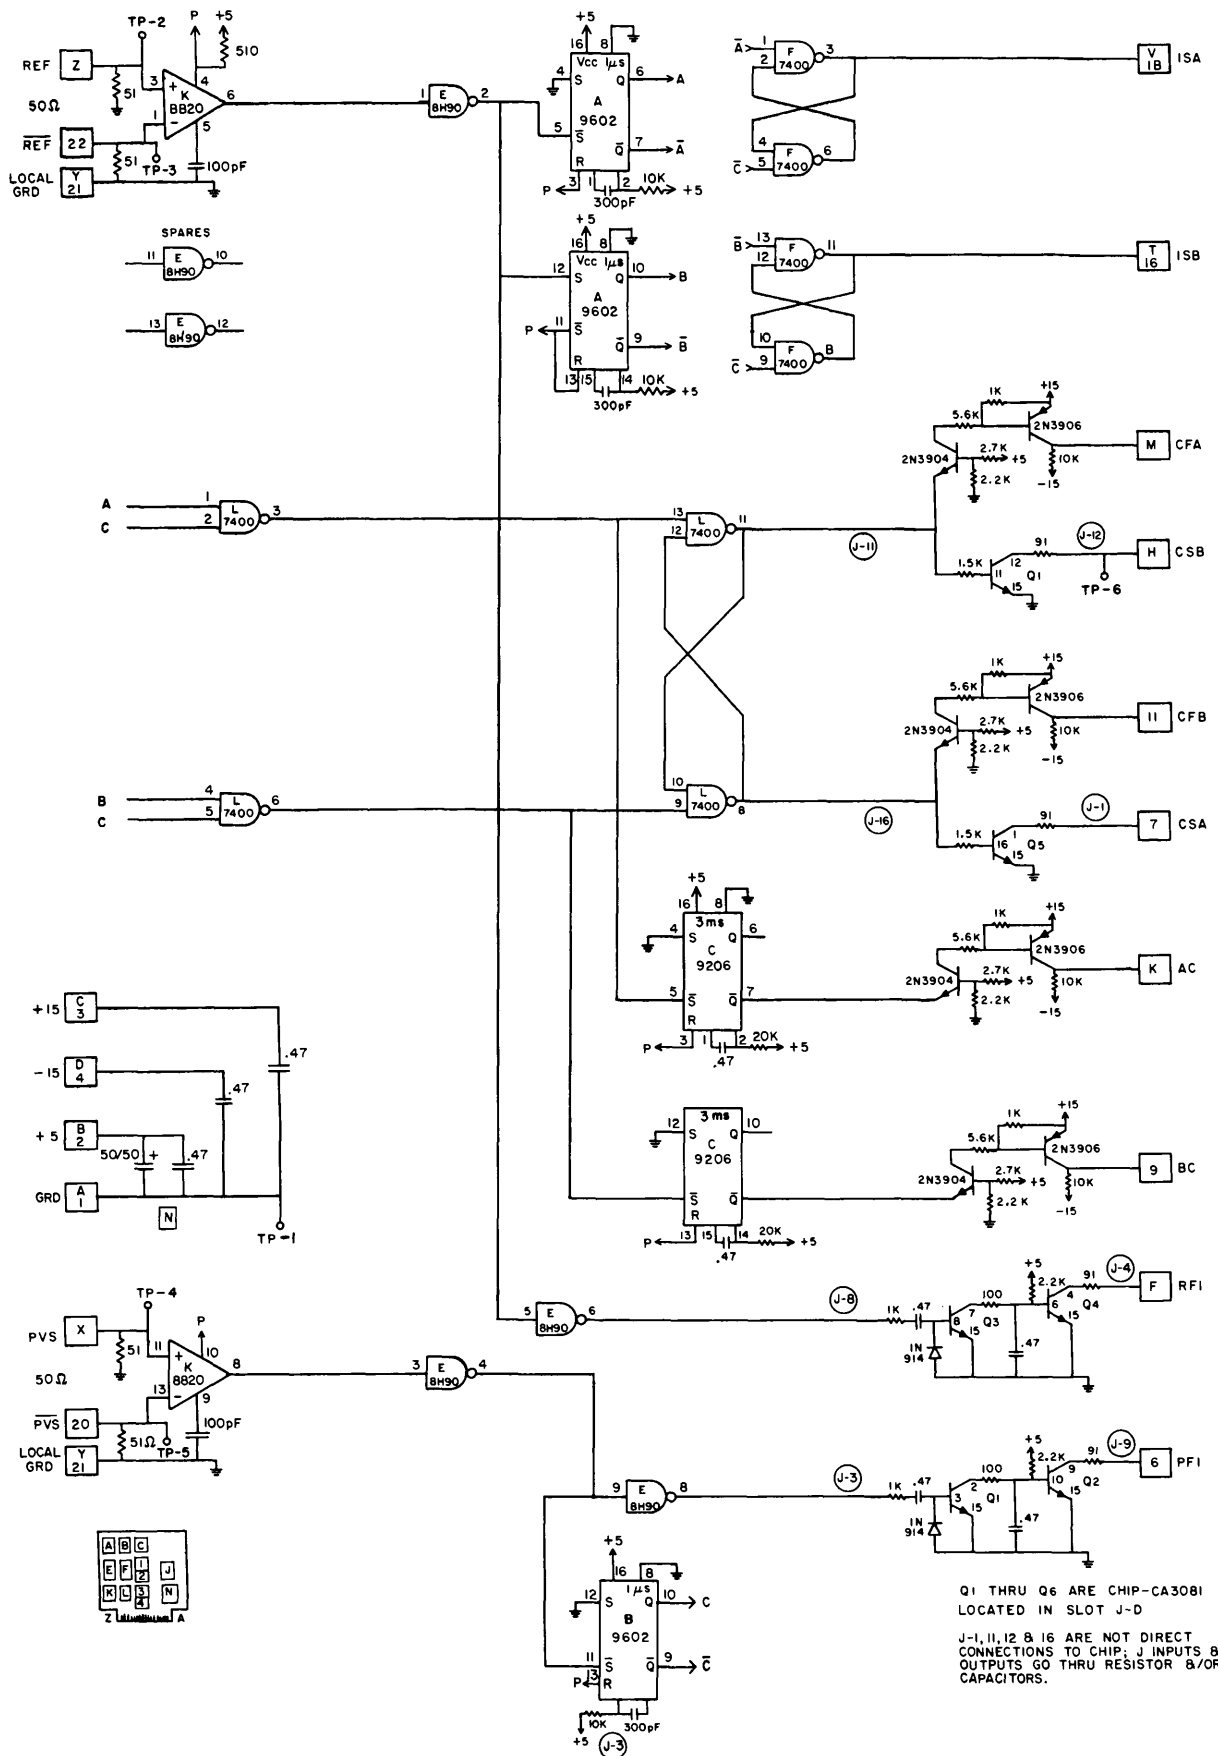 TP-2
P
+5
510
REF
Z
51
3
+
K
8820
4
6
1
−
5
50Ω
REF
22
51
TP-3
100pF
LOCAL
GRD
Y
21
1
E
8H90
2
+5
16
8
Vcc 1μs
4
S
Q
6
A
A
9602
5
S
Q
7
A
R
3
1
2
P
300pF
10K
+5
A
1
2
F
7400
3
V
18
ISA
4
C
5
F
7400
6
SPARES
11
E
8H90
10
13
E
8H90
12
+5
16
8
Vcc 1μs
12
S
Q
10
B
A
9602
P
11
S
Q
9
B
R
13
15
14
300pF
10K
+5
B
13
12
F
7400
11
T
16
ISB
10
C
9
F
7400
8
A
1
C
2
L
7400
3
13
12
L
7400
11
J-11
1K
+15
5.6K
2N3906
2N3904
2.7K
+5
2.2K
10K
-15
M
CFA
1.5K
11
12
15
Q1
91
J-12
TP-6
H
CSB
1K
+15
5.6K
2N3906
2N3904
2.7K
+5
2.2K
10K
-15
11
CFB
B
4
C
5
L
7400
6
10
9
L
7400
8
J-16
1.5K
16
1
15
Q5
91
J-1
7
CSA
+5
16
8
3ms
4
S
Q
6
C
9206
5
S
Q
7
R
P
3
1
2
.47
20K
+5
1K
+15
5.6K
2N3906
2N3904
2.7K
+5
2.2K
10K
-15
K
AC
+15
C
3
.47
-15
D
4
.47
+5
B
2
50/50
+
.47
GRD
A
1
N
TP-1
3ms
12
S
Q
10
C
9206
S
Q
R
P
13
15
14
.47
20K
+5
1K
+15
5.6K
2N3906
2N3904
2.7K
+5
2.2K
10K
-15
9
BC
5
E
8H90
6
J-8
1K
.47
8
7
15
Q3
1N
914
100
+5
2.2K
.47
6
4
15
Q4
91
J-4
F
RFI
TP-4
P
PVS
X
51
11
+
K
8820
10
8
13
−
9
50Ω
PVS
20
51Ω
TP-5
100pF
LOCAL
GRD
Y
21
3
E
8H90
4
9
E
8H90
8
J-3
1K
.47
3
2
15
Q1
1N
914
100
+5
2.2K
.47
10
9
15
Q2
91
J-9
6
PFI
+5
16
8
1μs
12
S
Q
10
C
B
9602
11
S
Q
9
C
P
13
R
10K
+5
300pF
J-3
A B C
E F 1 2 J
K L 3 4 N
Z A
Q1 THRU Q6 ARE CHIP-CA3081
LOCATED IN SLOT J-D
J-1, 11, 12 & 16 ARE NOT DIRECT
CONNECTIONS TO CHIP; J INPUTS &
OUTPUTS GO THRU RESISTOR &/OR
CAPACITORS.